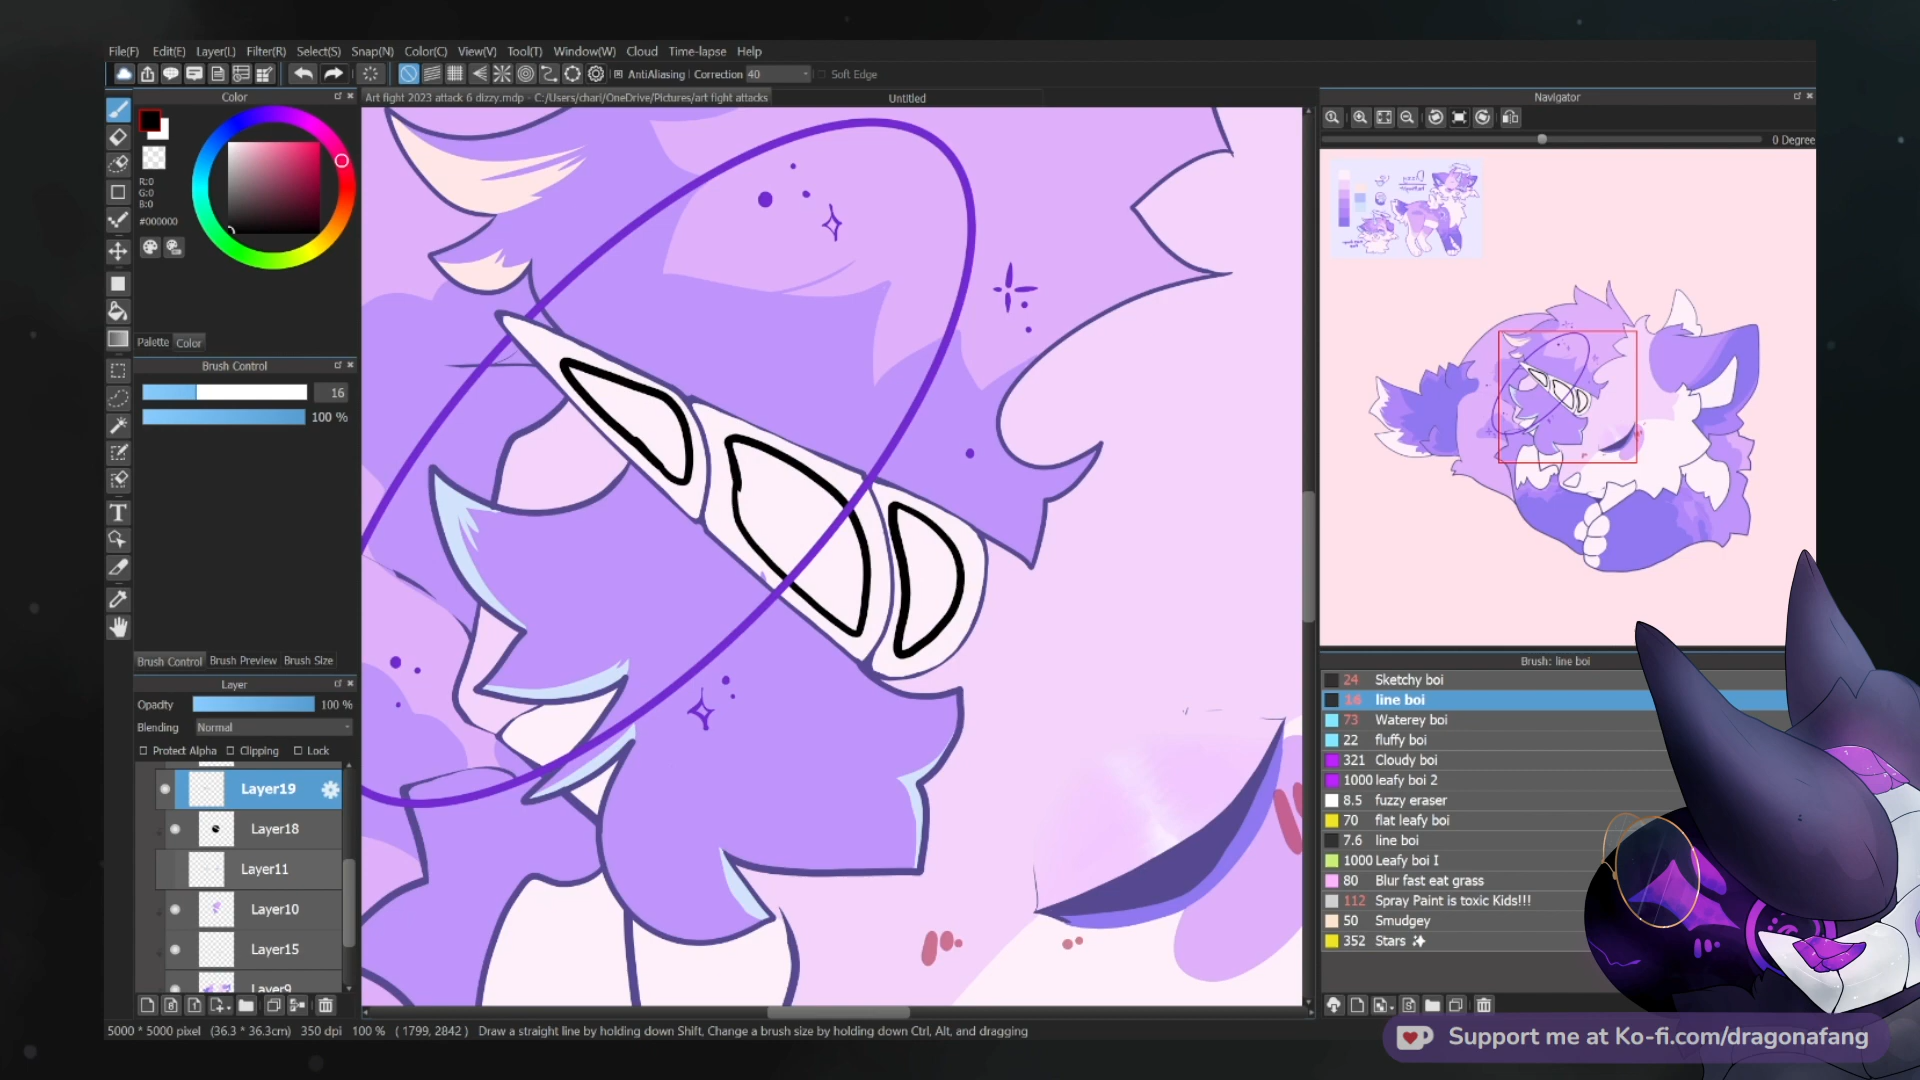 File(F) Edit(E) Layer(L) Filter(R) Select(S) Snap(N) Color(C) View(V) Tool(T) Window(W) Cloud Time-lapse Help
AntiAliasing Correction 40 Soft Edge
Color
Art fight 2023 attack 6 dizzy.mdp - C:/Users/chari/OneDrive/Pictures/art fight attacks
Untitled
Navigator
0 Degree
R:0
G:0
B:0
#000000
Palette Color
Brush Control
16
100 %
Brush Control Brush Preview Brush Size
Layer
Opacity 100 %
Blending Normal
Protect Alpha Clipping Lock
Layer19
Layer18
Layer11
Layer10
Layer15
Layer9
Brush: line boi
24 Sketchy boi
16 line boi
73 Waterey boi
22 fluffy boi
321 Cloudy boi
1000 leafy boi 2
8.5 fuzzy eraser
70 flat leafy boi
7.6 line boi
1000 Leafy boi I
80 Blur fast eat grass
112 Spray Paint is toxic Kids!!!
50 Smudgey
352 Stars ✨
5000 * 5000 pixel (36.3 * 36.3cm) 350 dpi 100 % ( 1799, 2842 ) Draw a straight line by holding down Shift, Change a brush size by holding down Ctrl, Alt, and dragging
Support me at Ko-fi.com/dragonafang